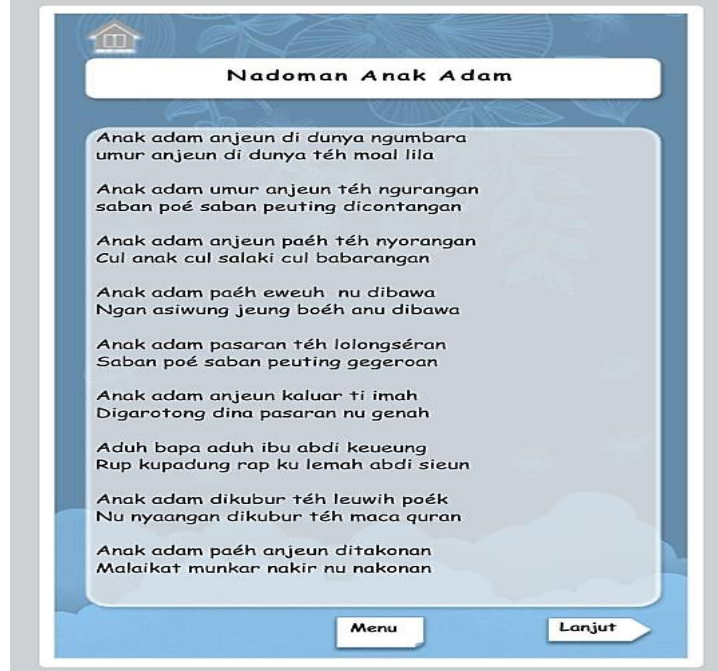 Nadoman Anak Adam
Anak adam anjeun di dunya ngumbara
umur anjeun di dunya téh moal lila
Anak adam umur anjeun téh ngurangan
saban poé saban peuting dicontangan
Anak adam anjeun paéh téh nyorangan
Cul anak cul salaki cul babarangan
Anak adam paéh eweuh nu dibawa
Ngan asiwung jeung boéh anu dibawa
Anak adam pasaran téh lolongséran
Saban poé saban peuting gegeroan
Anak adam anjeun kaluar ti imah
Digarotong dina pasaran nu genah
Aduh bapa aduh ibu abdi keueung
Rup kupadung rap ku lemah abdi sieun
Anak adam dikubur téh leuwih poék
Nu nyaangan dikubur téh maca quran
Anak adam paéh anjeun ditakonan
Malaikat munkar nakir nu nakonan
Menu
Lanjut